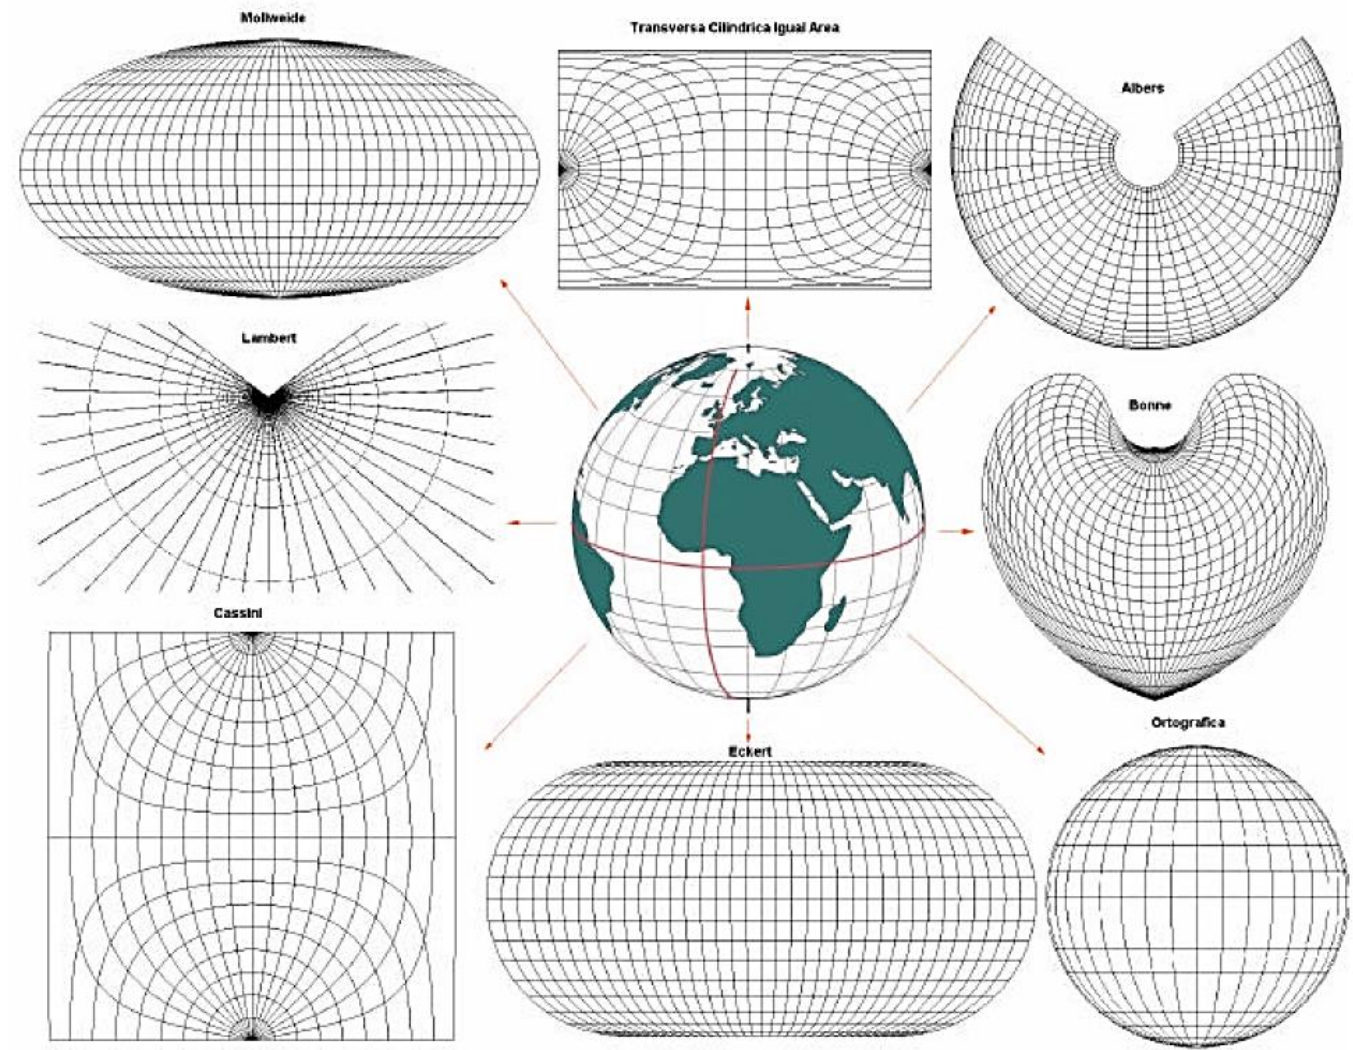 Mollweide
Transversa Cilindrica Igual Area
Albers
Lambert
Bonne
Cassini
Ortografica
Eckert